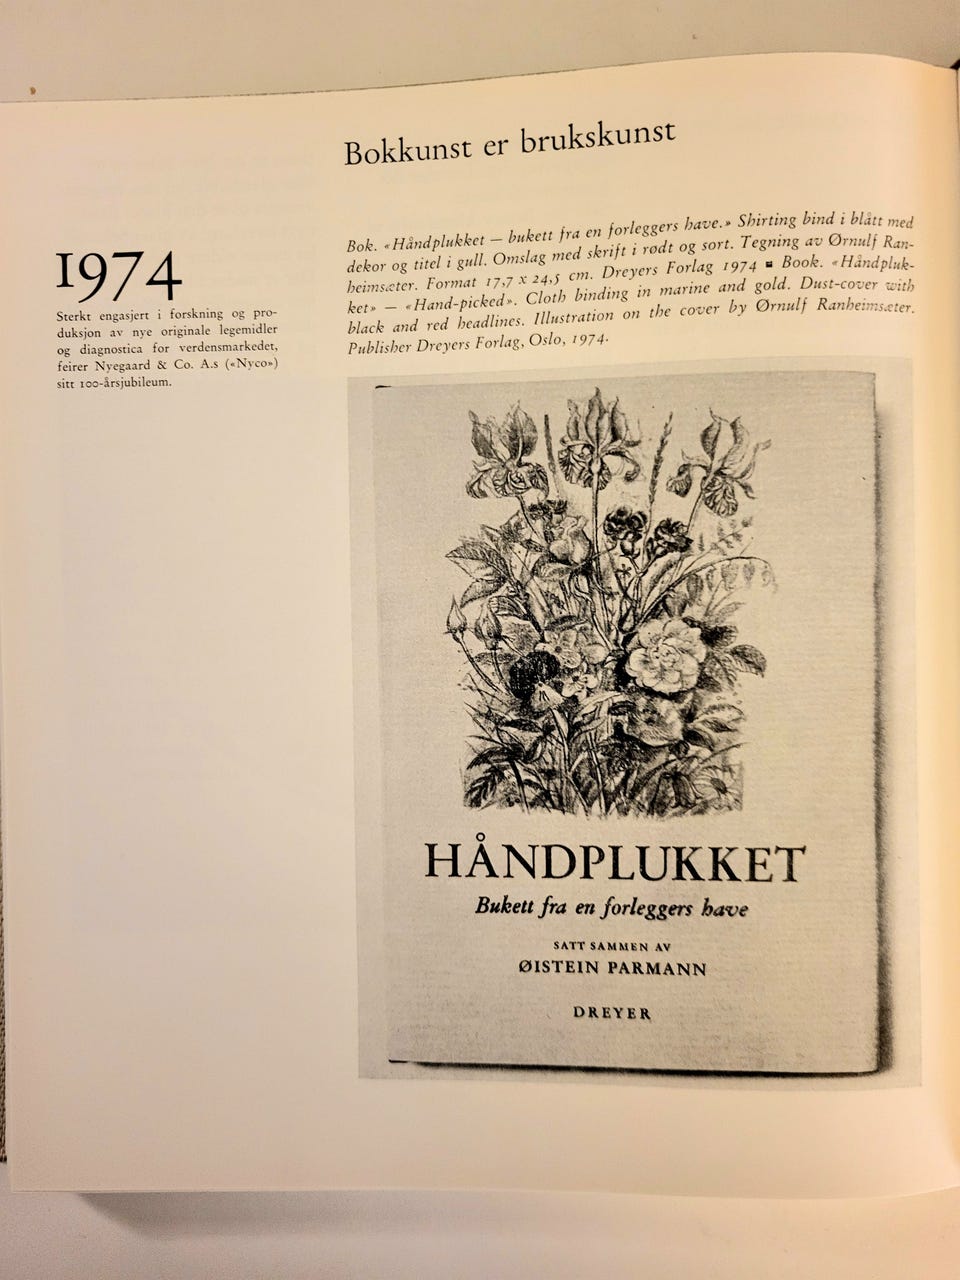 Bokkunst er brukskunst
1974
Sterkt engasjert i forskning og pro-
duksjon av nye originale legemidler
og diagnostica for verdensmarkedet,
feirer Nyegaard & Co. A.s («Nyco»)
sitt 100-årsjubileum.
Bok. «Håndplukket — bukett fra en forleggers have.» Shirting bind i blått med
dekor og titel i gull. Omslag med skrift i rødt og sort. Tegning av Ørnulf Ran-
heimsæter. Format 17,7 x 24,5 cm. Dreyers Forlag 1974 ■ Book. «Håndpluk-
ket» — «Hand-picked». Cloth binding in marine and gold. Dust-cover with
black and red headlines. Illustration on the cover by Ørnulf Ranheimsæter.
Publisher Dreyers Forlag, Oslo, 1974.
HÅNDPLUKKET
Bukett fra en forleggers have
SATT SAMMEN AV
ØISTEIN PARMANN
DREYER